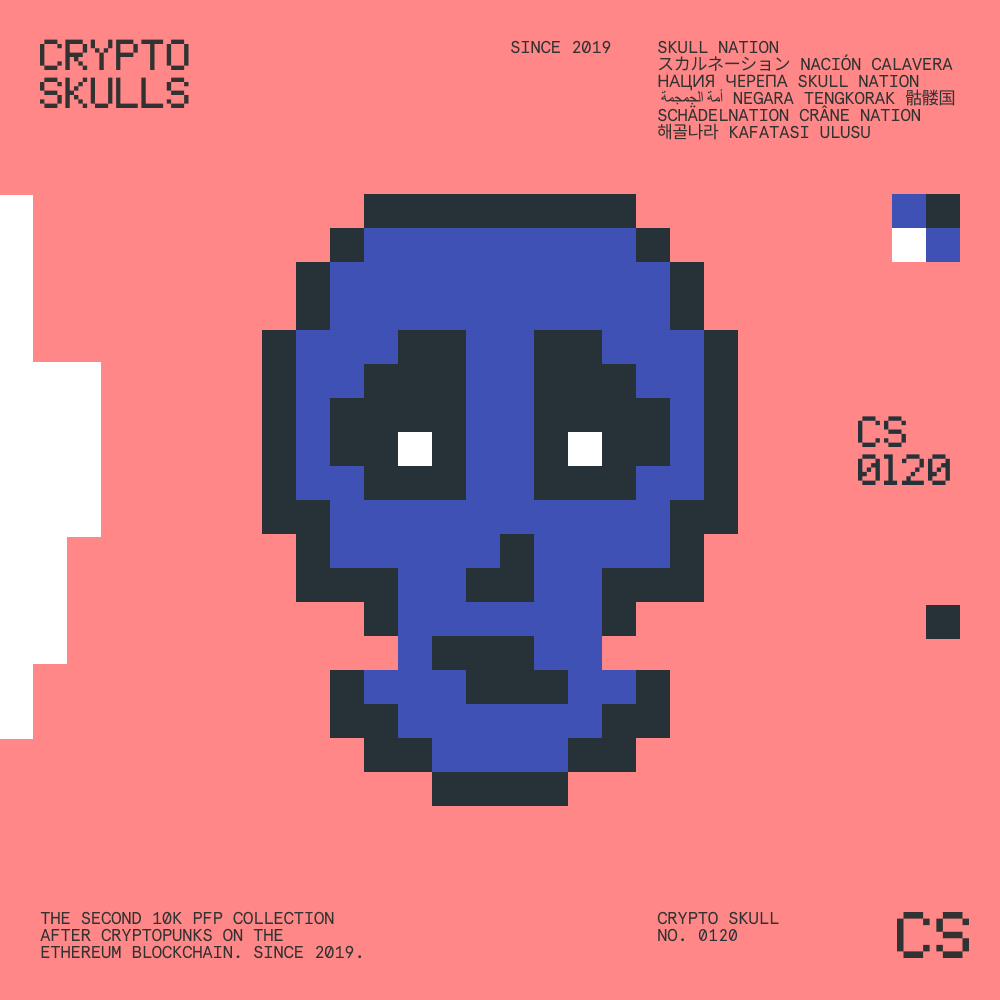 CRYPTO
SKULLS
SINCE 2019
SKULL NATION
スカルネーション NACIÓN CALAVERA
НАЦИЯ ЧЕРЕПА SKULL NATION
أمة الجمجمة NEGARA TENGKORAK 骷髅国
SCHÄDELNATION CRÂNE NATION
해골나라 KAFATASI ULUSU
CS
0120
THE SECOND 10K PFP COLLECTION
AFTER CRYPTOPUNKS ON THE
ETHEREUM BLOCKCHAIN. SINCE 2019.
CRYPTO SKULL
NO. 0120
CS